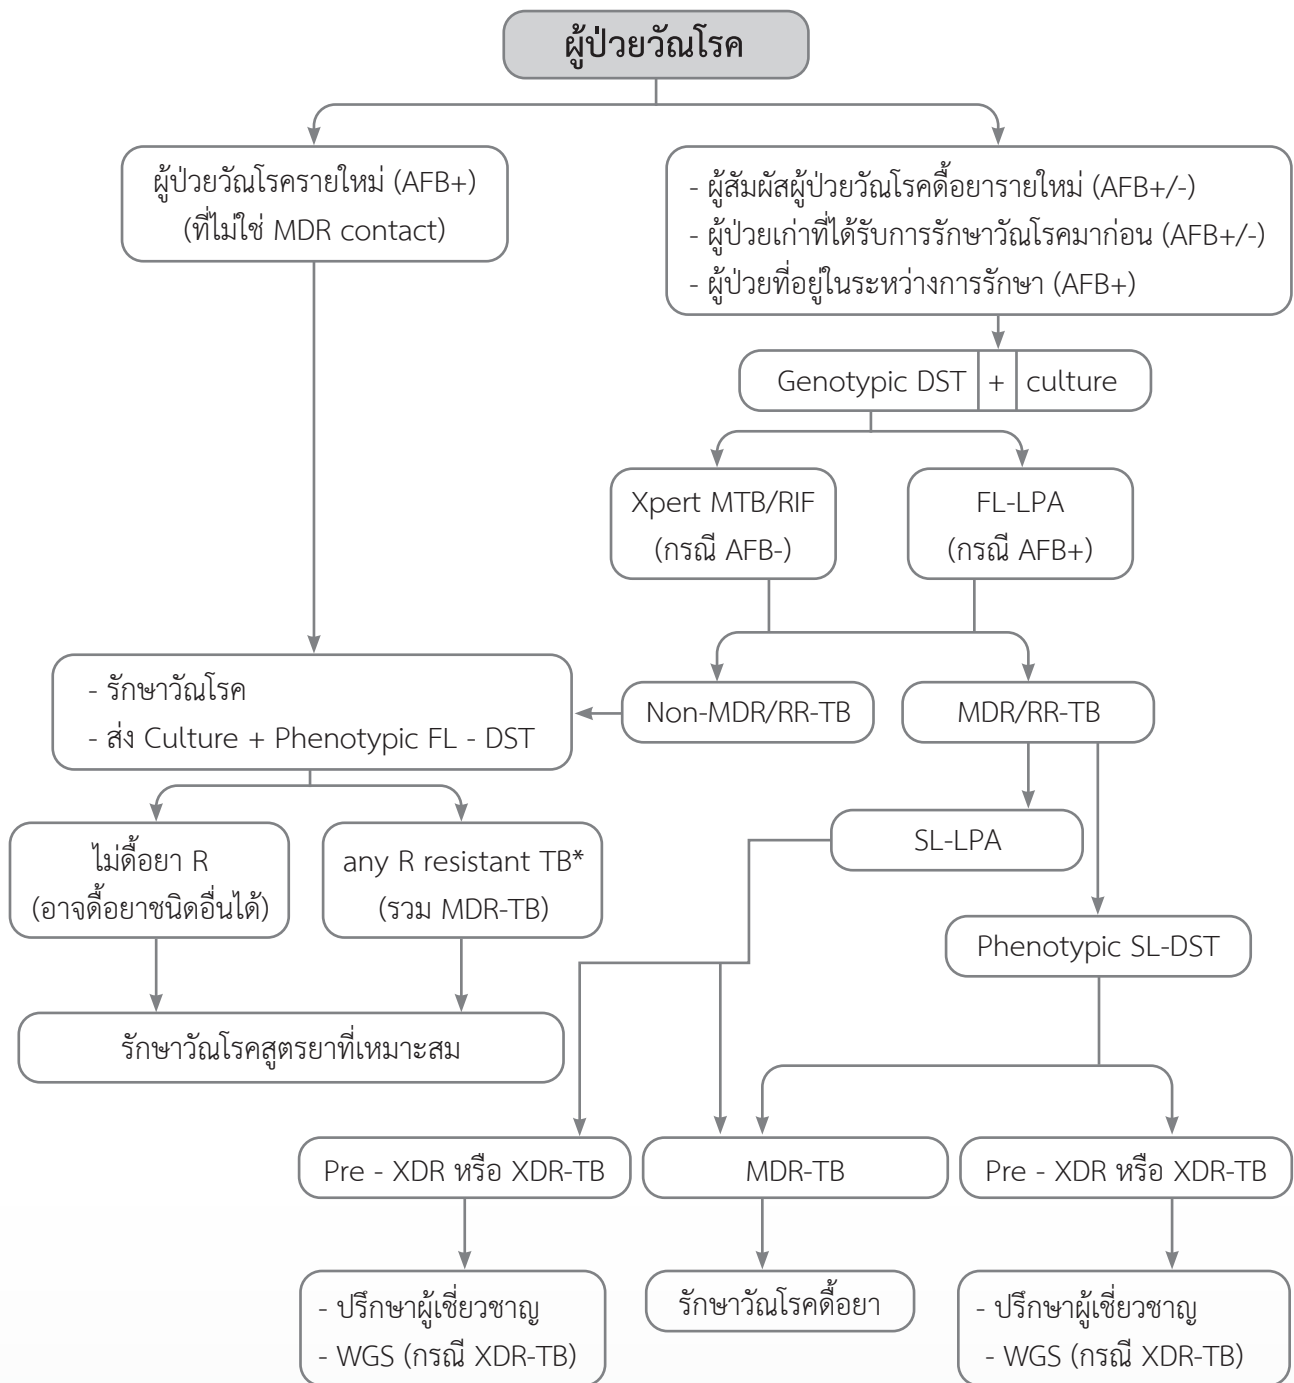 ผู้ป่วยวัณโรค
ผู้ป่วยวัณโรครายใหม่ (AFB+)
(ที่ไม่ใช่ MDR contact)
- ผู้สัมผัสผู้ป่วยวัณโรคดื้อยารายใหม่ (AFB+/-)
- ผู้ป่วยเก่าที่ได้รับการรักษาวัณโรคมาก่อน (AFB+/-)
- ผู้ป่วยที่อยู่ในระหว่างการรักษา (AFB+)
Genotypic DST + culture
Xpert MTB/RIF
(กรณี AFB-)
FL-LPA
(กรณี AFB+)
- รักษาวัณโรค
- ส่ง Culture + Phenotypic FL - DST
Non-MDR/RR-TB
MDR/RR-TB
ไม่ดื้อยา R
(อาจดื้อยาชนิดอื่นได้)
any R resistant TB*
(รวม MDR-TB)
SL-LPA
Phenotypic SL-DST
รักษาวัณโรคสูตรยาที่เหมาะสม
Pre - XDR หรือ XDR-TB
MDR-TB
Pre - XDR หรือ XDR-TB
- ปรึกษาผู้เชี่ยวชาญ
- WGS (กรณี XDR-TB)
รักษาวัณโรคดื้อยา
- ปรึกษาผู้เชี่ยวชาญ
- WGS (กรณี XDR-TB)